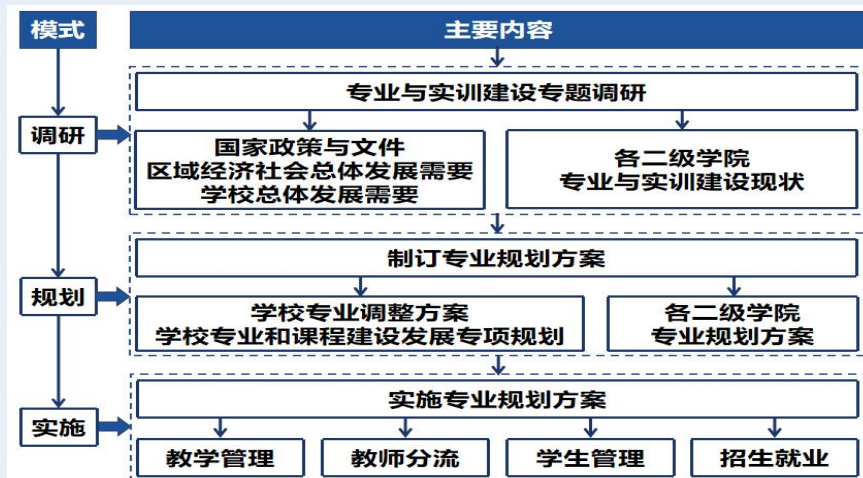 模式
主要内容
专业与实训建设专题调研
调研
国家政策与文件
区域经济社会总体发展需要
学校总体发展需要
各二级学院
专业与实训建设现状
制订专业规划方案
规划
学校专业调整方案
学校专业和课程建设发展专项规划
各二级学院
专业规划方案
实施专业规划方案
实施
教学管理
教师分流
学生管理
招生就业